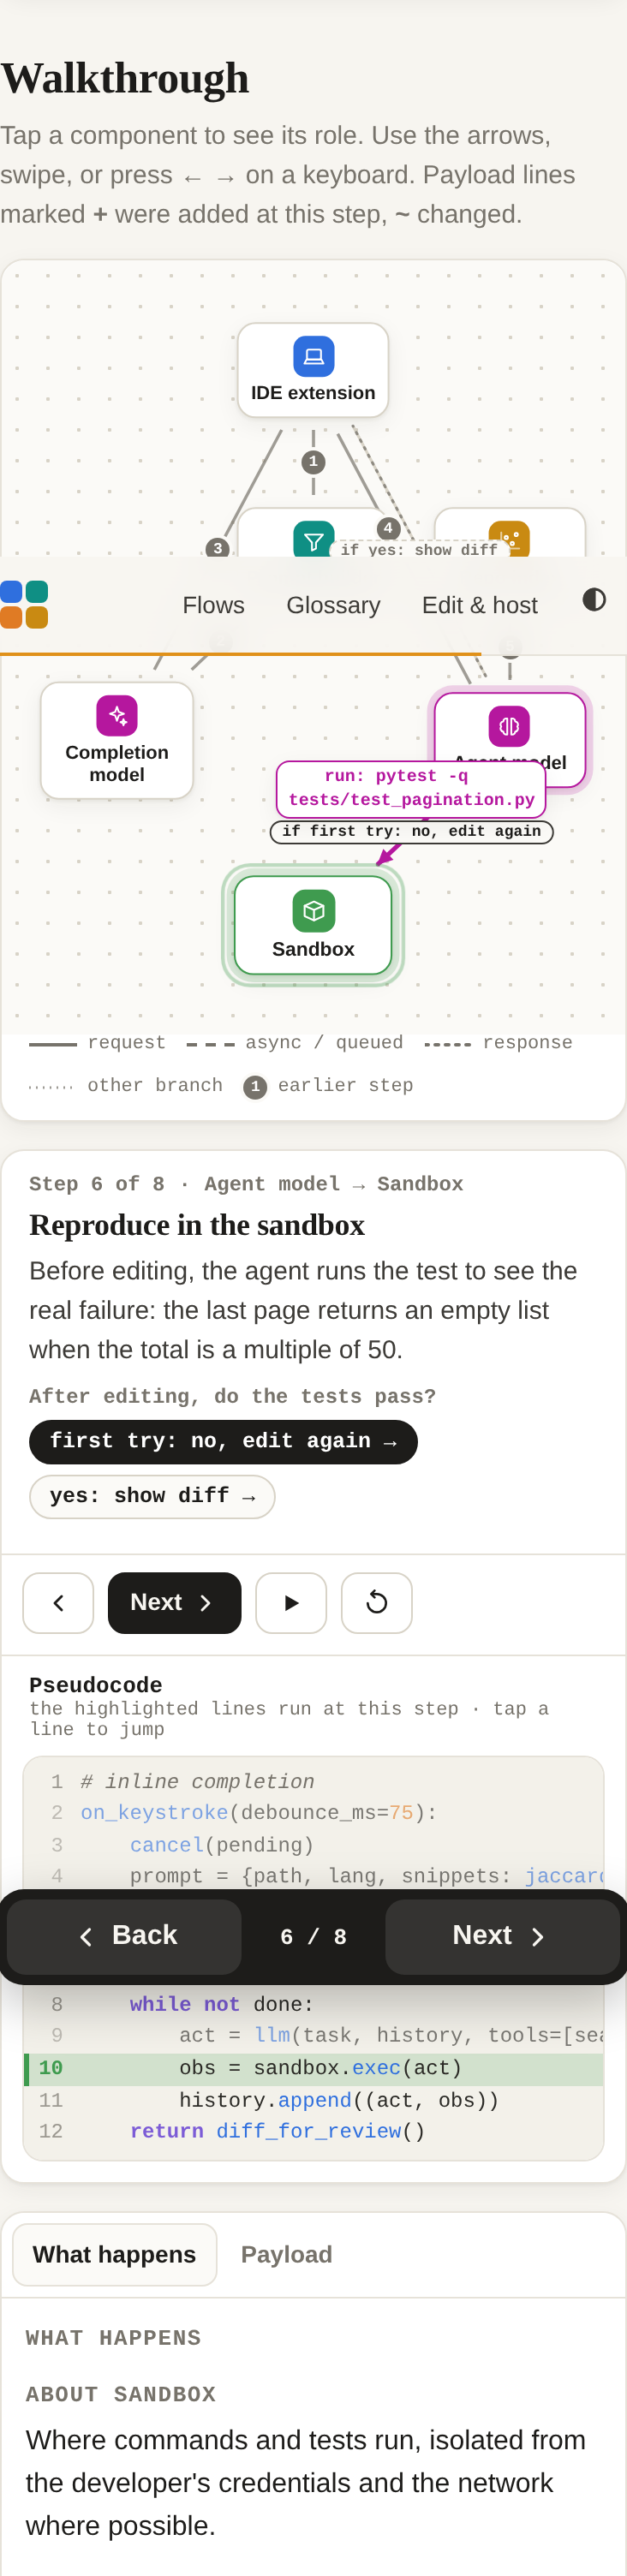 Walkthrough
Tap a component to see its role. Use the arrows,
swipe, or press ← → on a keyboard. Payload lines
marked + were added at this step, ~ changed.
IDE extension
1
3
4
if yes: show diff
Flows
Glossary
Edit & host
Completion
model
Agent model
run: pytest -q
tests/test_pagination.py
if first try: no, edit again
Sandbox
request
async / queued
response
other branch
1 earlier step
Step 6 of 8 · Agent model → Sandbox
Reproduce in the sandbox
Before editing, the agent runs the test to see the
real failure: the last page returns an empty list
when the total is a multiple of 50.
After editing, do the tests pass?
first try: no, edit again →
yes: show diff →
Next
Pseudocode
the highlighted lines run at this step · tap a
line to jump
1 # inline completion
2 on_keystroke(debounce_ms=75):
3 cancel(pending)
4 prompt = {path, lang, snippets: jaccard
Back
6 / 8
Next
8 while not done:
9 act = llm(task, history, tools=[sea
10 obs = sandbox.exec(act)
11 history.append((act, obs))
12 return diff_for_review()
What happens
Payload
WHAT HAPPENS
ABOUT SANDBOX
Where commands and tests run, isolated from
the developer's credentials and the network
where possible.